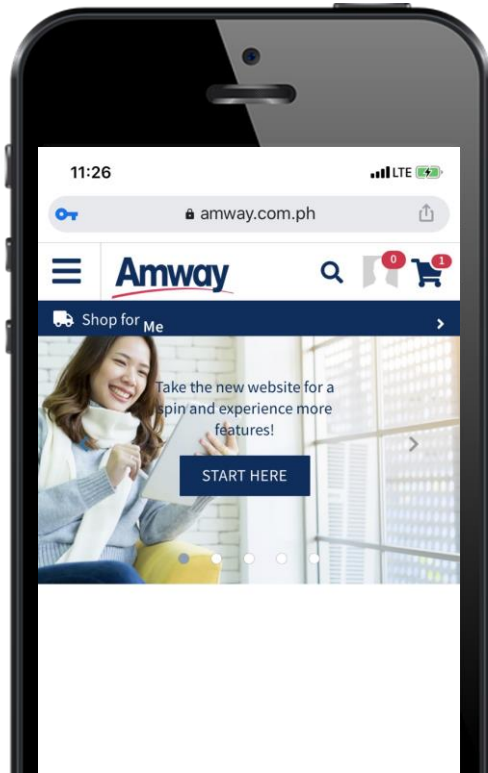 11:26 LTE
amway.com.ph
Amway 0 1
Shop for Me
Take the new website for a
spin and experience more
features!
START HERE